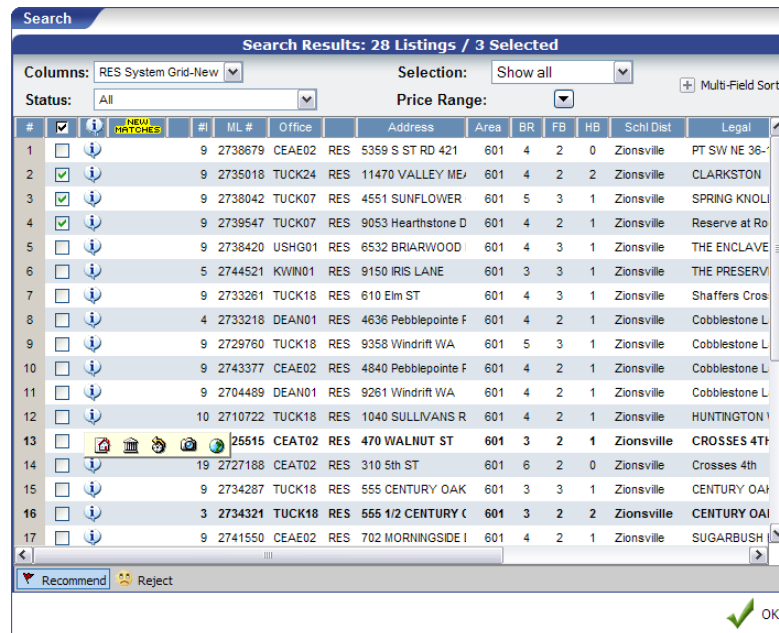 Search
Search Results: 28 Listings / 3 Selected
Columns: RES System Grid-New Selection: Show all
Multi-Field Sort
Status: All Price Range:
# NEW MATCHES #I ML # Office Address Area BR FB HB Schl Dist Legal
1 9 2738679 CEAE02 RES 5359 S ST RD 421 601 4 2 0 Zionsville PT SW NE 36-1
2 9 2735018 TUCK24 RES 11470 VALLEY ME 601 4 2 2 Zionsville CLARKSTON
3 9 2738042 TUCK07 RES 4551 SUNFLOWER 601 5 3 1 Zionsville SPRING KNOLL
4 9 2739547 TUCK07 RES 9053 Hearthstone D 601 4 2 1 Zionsville Reserve at Ro
5 9 2738420 USHG01 RES 6532 BRIARWOOD 601 4 3 1 Zionsville THE ENCLAVE
6 5 2744521 KWIN01 RES 9150 IRIS LANE 601 3 3 1 Zionsville THE PRESERV
7 9 2733261 TUCK18 RES 610 Elm ST 601 4 3 1 Zionsville Shaffers Cros
8 4 2733218 DEAN01 RES 4636 Pebblepointe 601 4 2 1 Zionsville Cobblestone L
9 9 2729760 TUCK18 RES 9358 Windrift WA 601 5 3 1 Zionsville Cobblestone L
10 9 2743377 CEAE02 RES 4840 Pebblepointe 601 4 2 1 Zionsville Cobblestone L
11 9 2704489 DEAN01 RES 9261 Windrift WA 601 4 2 1 Zionsville Cobblestone L
12 10 2710722 TUCK18 RES 1040 SULLIVANS R 601 4 2 1 Zionsville HUNTINGTON
13 25515 CEAT02 RES 470 WALNUT ST 601 3 2 1 Zionsville CROSSES 4TH
14 19 2727188 CEAT02 RES 310 5th ST 601 6 2 0 Zionsville Crosses 4th
15 9 2734287 TUCK18 RES 555 CENTURY OAK 601 3 3 1 Zionsville CENTURY OAK
16 3 2734321 TUCK18 RES 555 1/2 CENTURY 601 3 2 2 Zionsville CENTURY OA
17 9 2741550 CEAE02 RES 702 MORNINGSIDE 601 4 2 1 Zionsville SUGARBUSH
Recommend Reject
OK